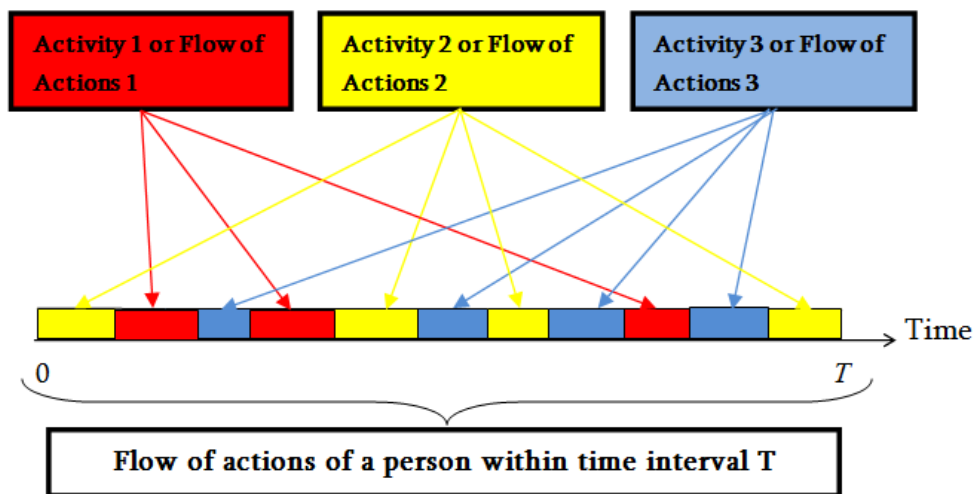 Activity 1 or Flow of
Actions 1
Activity 2 or Flow of
Actions 2
Activity 3 or Flow of
Actions 3
Time
0
T
Flow of actions of a person within time interval T